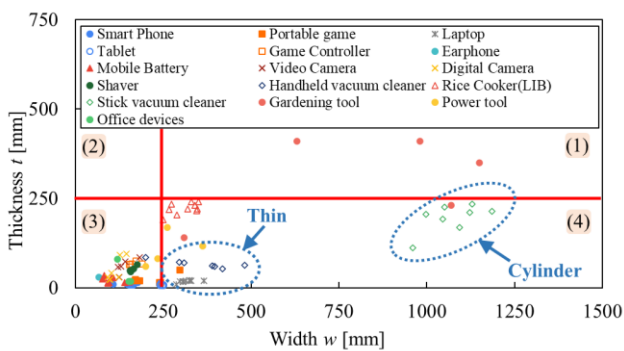 750
Smart Phone Portable game Laptop
Tablet Game Controller Earphone
Mobile Battery Video Camera Digital Camera
Shaver Handheld vacuum cleaner Rice Cooker(LIB)
Stick vacuum cleaner Gardening tool Power tool
Office devices
500
Thickness t [mm]
(2) (1)
250
(3) (4)
Thin
Cylinder
0
0 250 500 750 1000 1250 1500
Width w [mm]